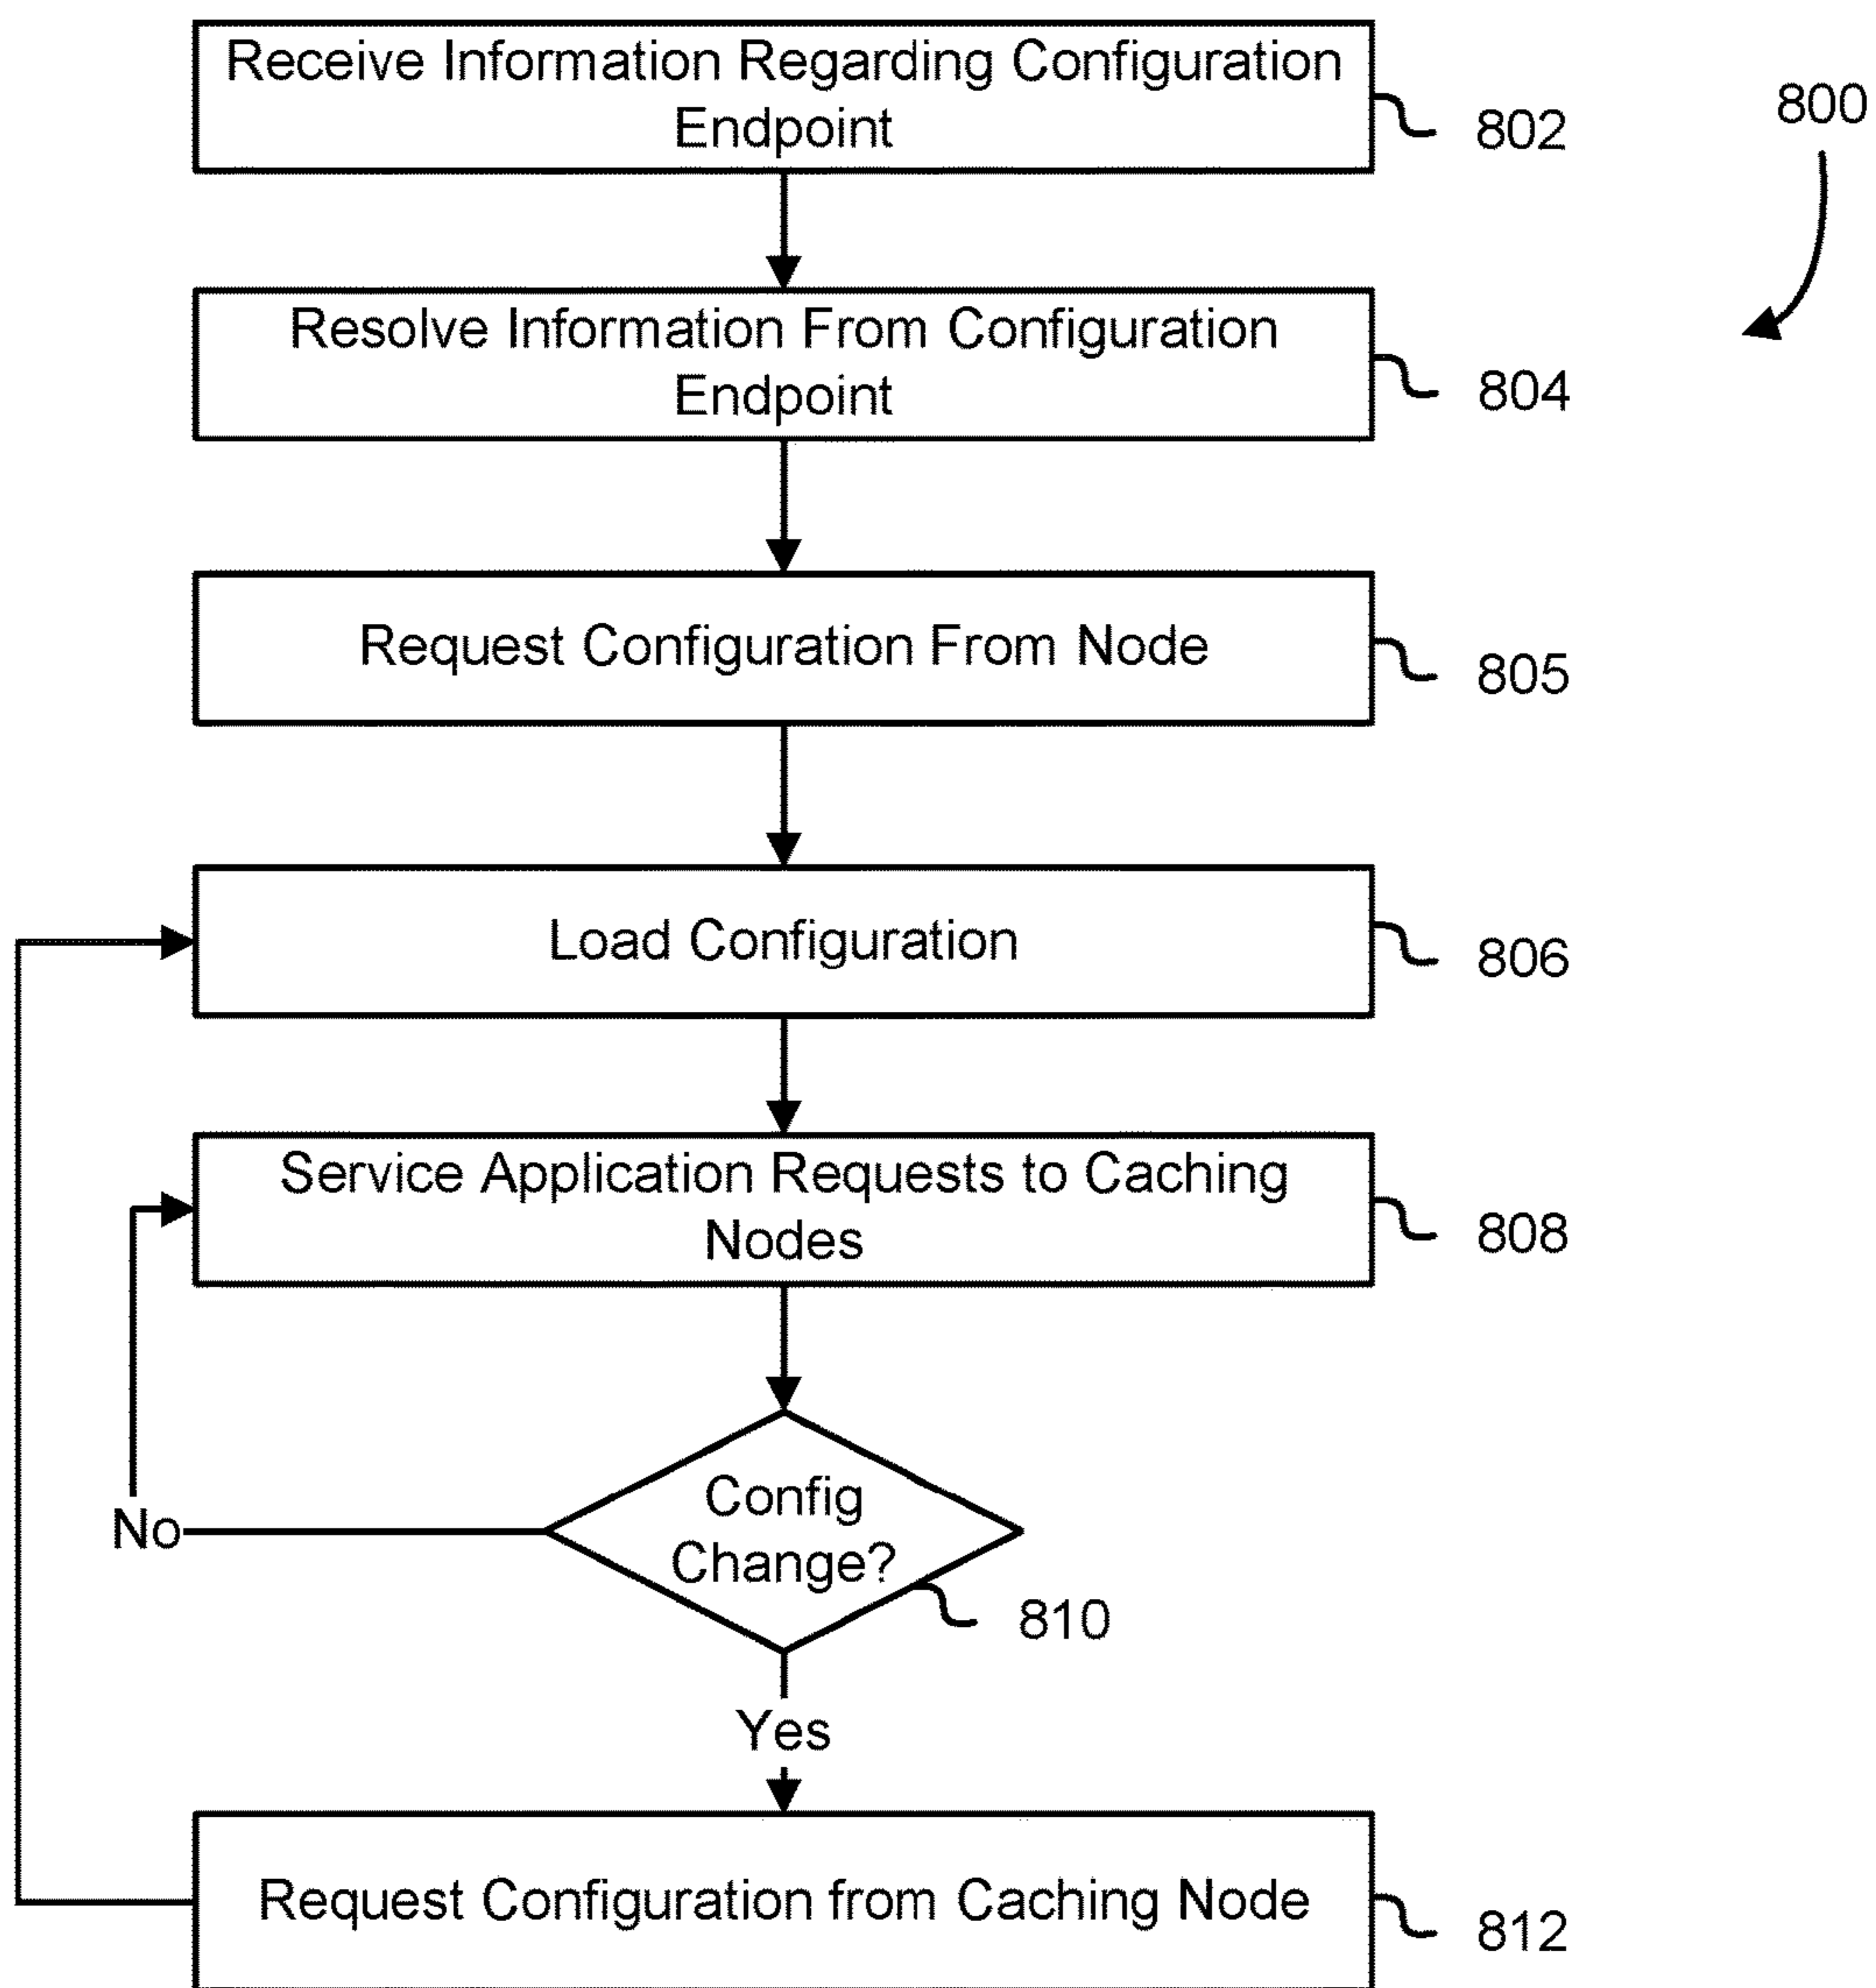 Receive Information Regarding Configuration
Endpoint
802
800
Resolve Information From Configuration
Endpoint
804
Request Configuration From Node
805
Load Configuration
806
Service Application Requests to Caching
Nodes
808
Config
Change?
No
810
Yes
Request Configuration from Caching Node
812